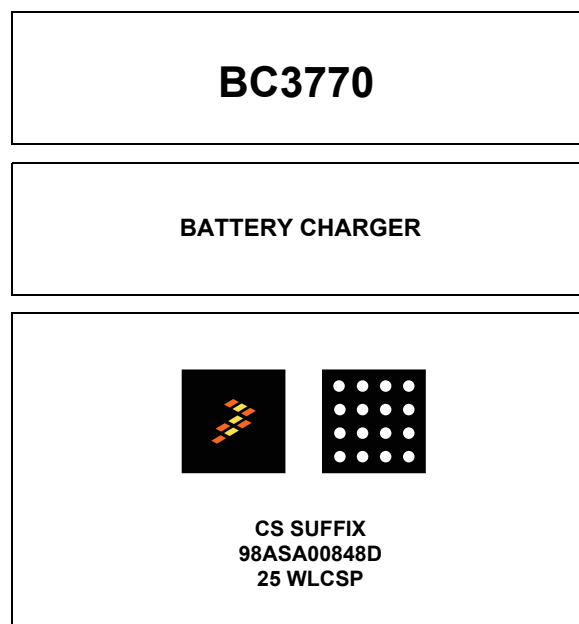 BC3770
BATTERY CHARGER
CS SUFFIX
98ASA00848D
25 WLCSP